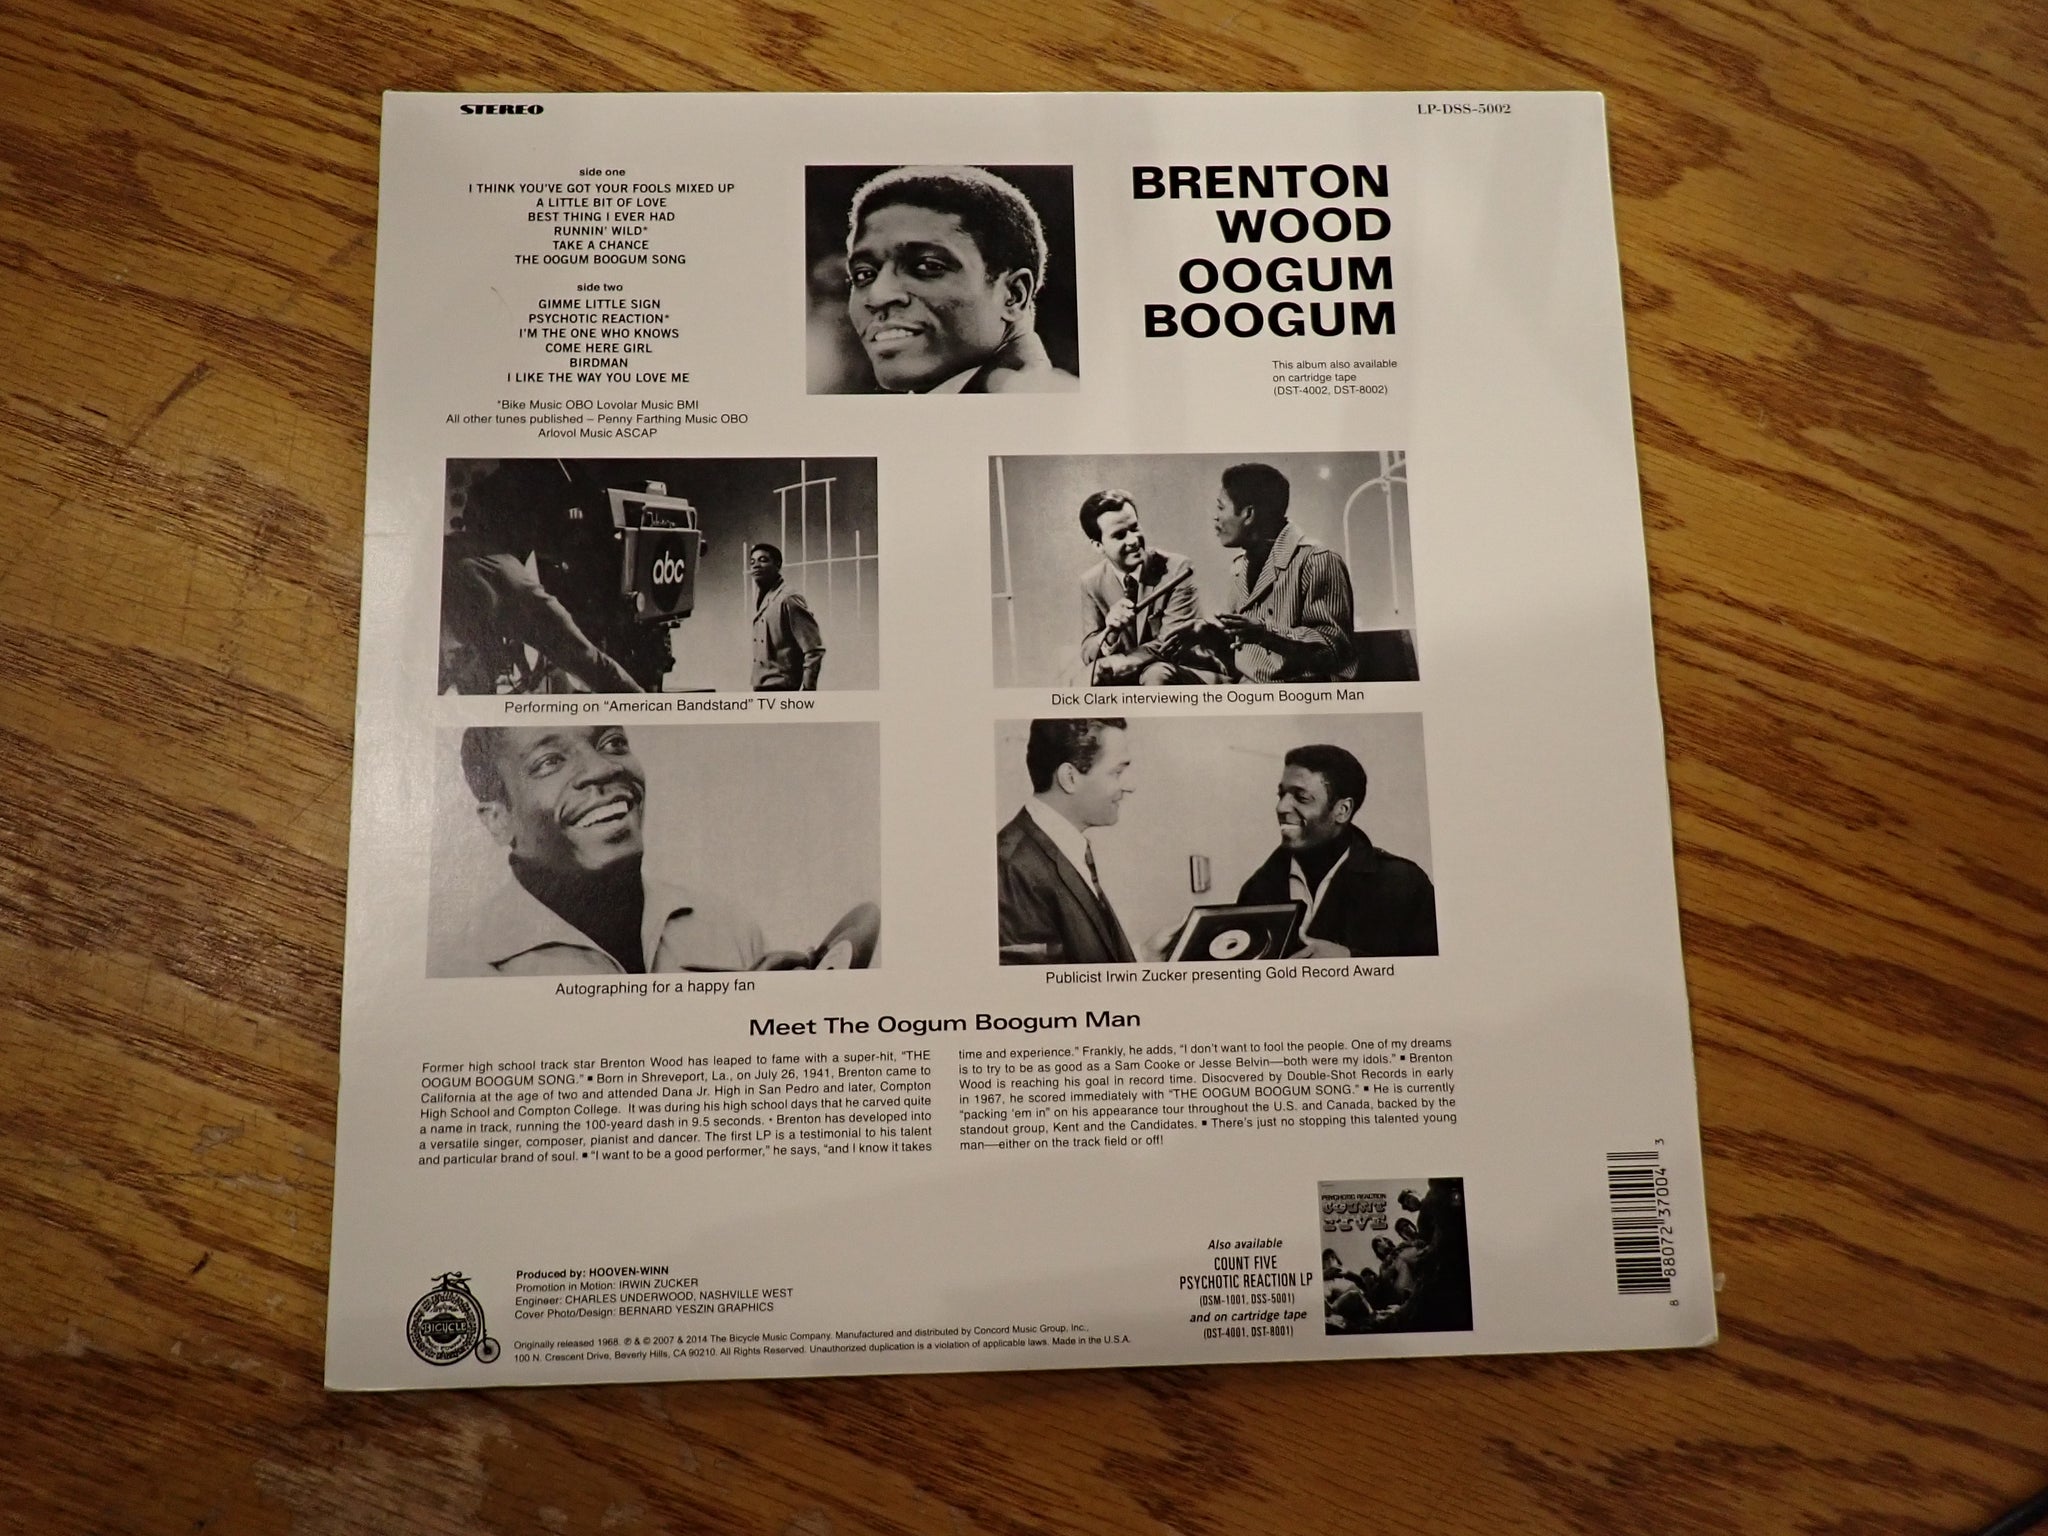 STEREO
LP-DSS-5002
side one
I THINK YOU'VE GOT YOUR FOOLS MIXED UP
A LITTLE BIT OF LOVE
BEST THING I EVER HAD
RUNNIN' WILD*
TAKE A CHANCE
THE OOGUM BOOGUM SONG
side two
GIMME LITTLE SIGN
PSYCHOTIC REACTION*
I'M THE ONE WHO KNOWS
COME HERE GIRL
BIRDMAN
I LIKE THE WAY YOU LOVE ME
*Bike Music OBO Lovolar Music BMI
All other tunes published – Penny Farthing Music OBO
Arlovol Music ASCAP
BRENTON
WOOD
OOGUM
BOOGUM
This album also available
on cartridge tape
(DST-4002, DST-8002)
abc
Performing on "American Bandstand" TV show
Dick Clark interviewing the Oogum Boogum Man
Autographing for a happy fan
Publicist Irwin Zucker presenting Gold Record Award
Meet The Oogum Boogum Man
Former high school track star Brenton Wood has leaped to fame with a super-hit, "THE
OOGUM BOOGUM SONG." ■ Born in Shreveport, La., on July 26, 1941, Brenton came to
California at the age of two and attended Dana Jr. High in San Pedro and later, Compton
High School and Compton College. It was during his high school days that he carved quite
a name in track, running the 100-yeard dash in 9.5 seconds. • Brenton has developed into
a versatile singer, composer, pianist and dancer. The first LP is a testimonial to his talent
and particular brand of soul. ■ "I want to be a good performer," he says, "and I know it takes
time and experience." Frankly, he adds, "I don't want to fool the people. One of my dreams
is to try to be as good as a Sam Cooke or Jesse Belvin—both were my idols." ■ Brenton
Wood is reaching his goal in record time. Disocvered by Double-Shot Records in early
in 1967, he scored immediately with "THE OOGUM BOOGUM SONG." ■ He is currently
"packing 'em in" on his appearance tour throughout the U.S. and Canada, backed by the
standout group, Kent and the Candidates. ■ There's just no stopping this talented young
man—either on the track field or off!
BICYCLE
Produced by: HOOVEN-WINN
Promotion in Motion: IRWIN ZUCKER
Engineer: CHARLES UNDERWOOD, NASHVILLE WEST
Cover Photo/Design: BERNARD YESZIN GRAPHICS
Originally released 1968. ℗ & © 2007 & 2014 The Bicycle Music Company. Manufactured and distributed by Concord Music Group, Inc.,
100 N. Crescent Drive, Beverly Hills, CA 90210. All Rights Reserved. Unauthorized duplication is a violation of applicable laws. Made in the U.S.A.
Also available
COUNT FIVE
PSYCHOTIC REACTION LP
(DSM-1001, DSS-5001)
and on cartridge tape
(DST-4001, DST-8001)
PSYCHOTIC REACTION
COUNT
FIVE
8 88072 37004 3